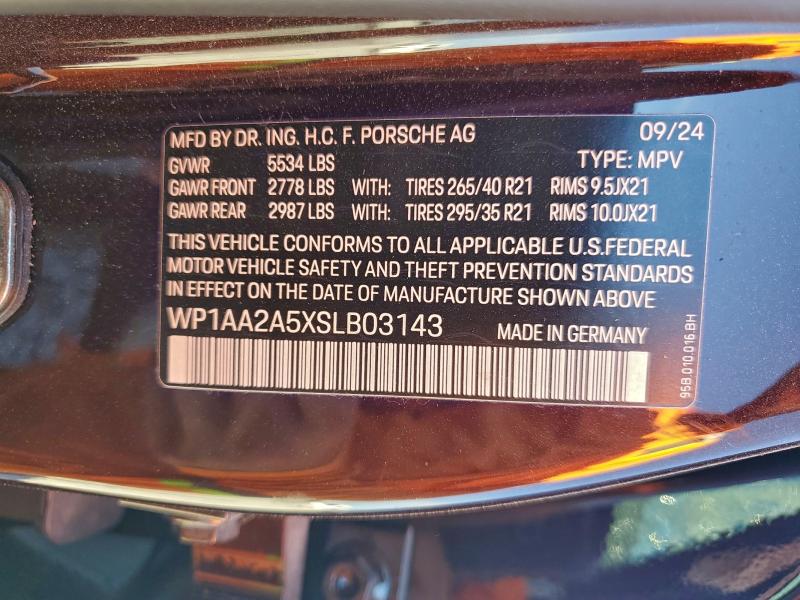 MFD BY DR. ING. H.C. F. PORSCHE AG 09/24
GVWR 5534 LBS TYPE: MPV
GAWR FRONT 2778 LBS WITH: TIRES 265/40 R21 RIMS 9.5JX21
GAWR REAR 2987 LBS WITH: TIRES 295/35 R21 RIMS 10.0JX21
THIS VEHICLE CONFORMS TO ALL APPLICABLE U.S.FEDERAL
MOTOR VEHICLE SAFETY AND THEFT PREVENTION STANDARDS
IN EFFECT ON THE DATE OF MANUFACTURE SHOWN ABOVE
WP1AA2A5XSLB03143 MADE IN GERMANY
95B.010.016.BH